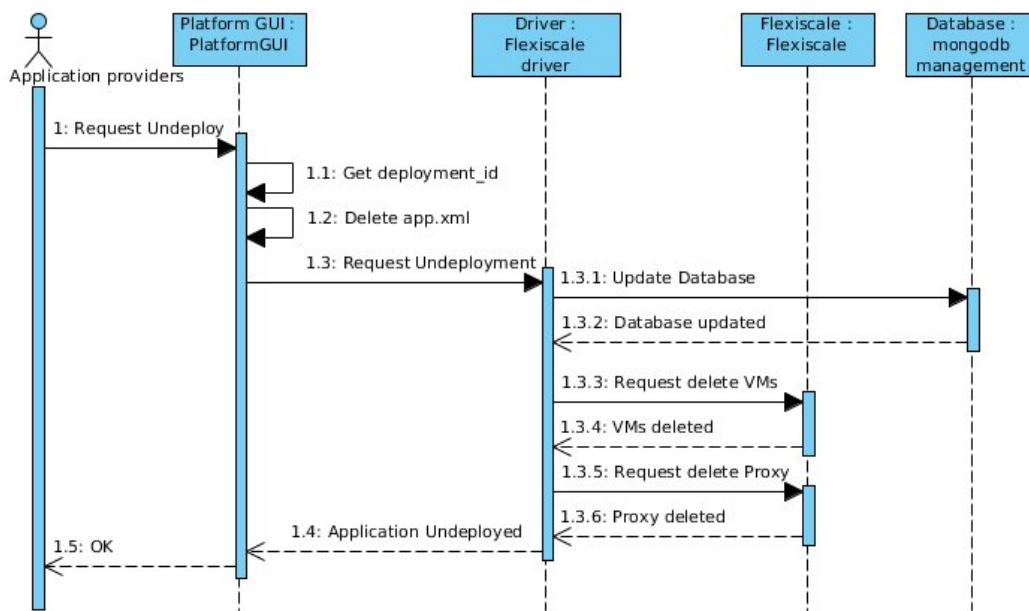 Platform GUI :
PlatformGUI
Driver :
Flexiscale
driver
Flexiscale :
Flexiscale
Database :
mongodb
management
Application providers
1: Request Undeploy
1.1: Get deployment_id
1.2: Delete app.xml
1.3: Request Undeployment
1.3.1: Update Database
1.3.2: Database updated
1.3.3: Request delete VMs
1.3.4: VMs deleted
1.3.5: Request delete Proxy
1.3.6: Proxy deleted
1.4: Application Undeployed
1.5: OK